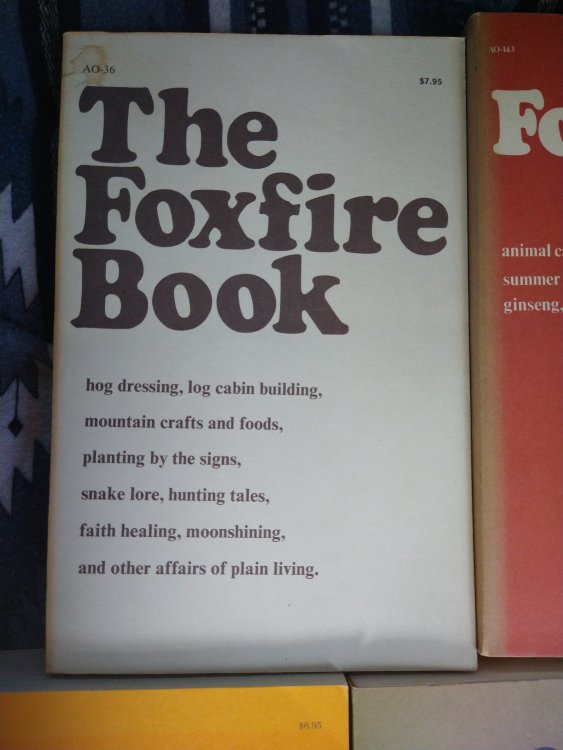 AO-36
$7.95
The
Foxfire
Book
hog dressing, log cabin building,
mountain crafts and foods,
planting by the signs,
snake lore, hunting tales,
faith healing, moonshining,
and other affairs of plain living.
AO-143
Fo
animal c
summer
ginseng,
$6.95